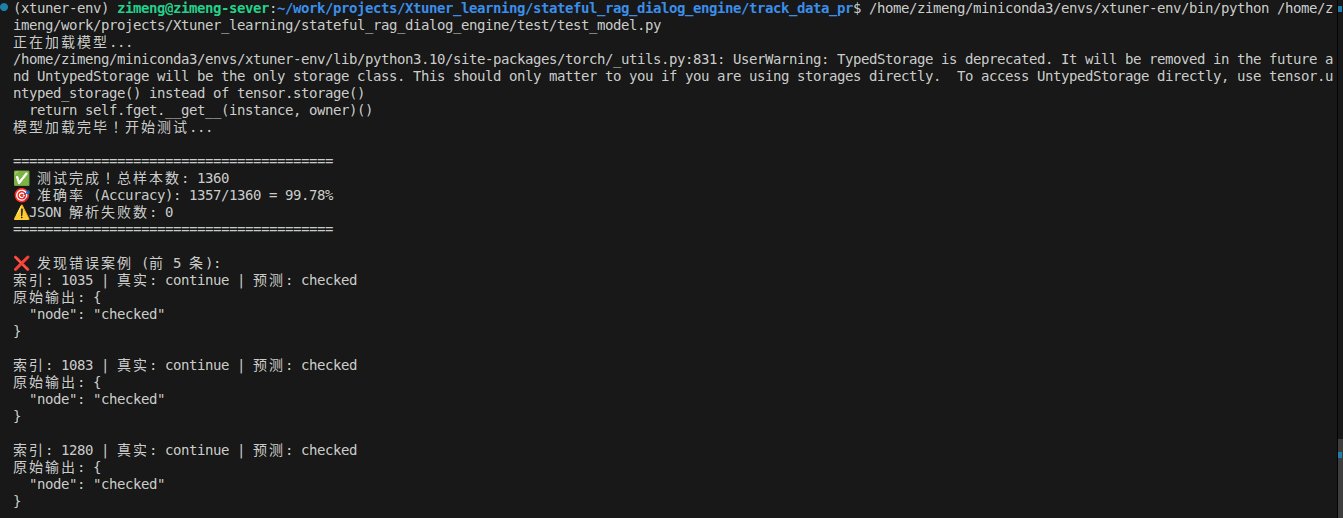 (xtuner-env) zimeng@zimeng-sever:~/work/projects/Xtuner_learning/stateful_rag_dialog_engine/track_data_pr$ /home/zimeng/miniconda3/envs/xtuner-env/bin/python /home/z
imeng/work/projects/Xtuner_learning/stateful_rag_dialog_engine/test/test_model.py
正在加载模型...
/home/zimeng/miniconda3/envs/xtuner-env/lib/python3.10/site-packages/torch/_utils.py:831: UserWarning: TypedStorage is deprecated. It will be removed in the future a
nd UntypedStorage will be the only storage class. This should only matter to you if you are using storages directly.  To access UntypedStorage directly, use tensor.u
ntyped_storage() instead of tensor.storage()
  return self.fget.__get__(instance, owner)()
模型加载完毕！开始测试...
========================================
✅ 测试完成！总样本数: 1360
🎯 准确率 (Accuracy): 1357/1360 = 99.78%
⚠️JSON 解析失败数: 0
========================================
❌ 发现错误案例 (前 5 条):
索引: 1035 | 真实: continue | 预测: checked
原始输出: {
  "node": "checked"
}
索引: 1083 | 真实: continue | 预测: checked
原始输出: {
  "node": "checked"
}
索引: 1280 | 真实: continue | 预测: checked
原始输出: {
  "node": "checked"
}